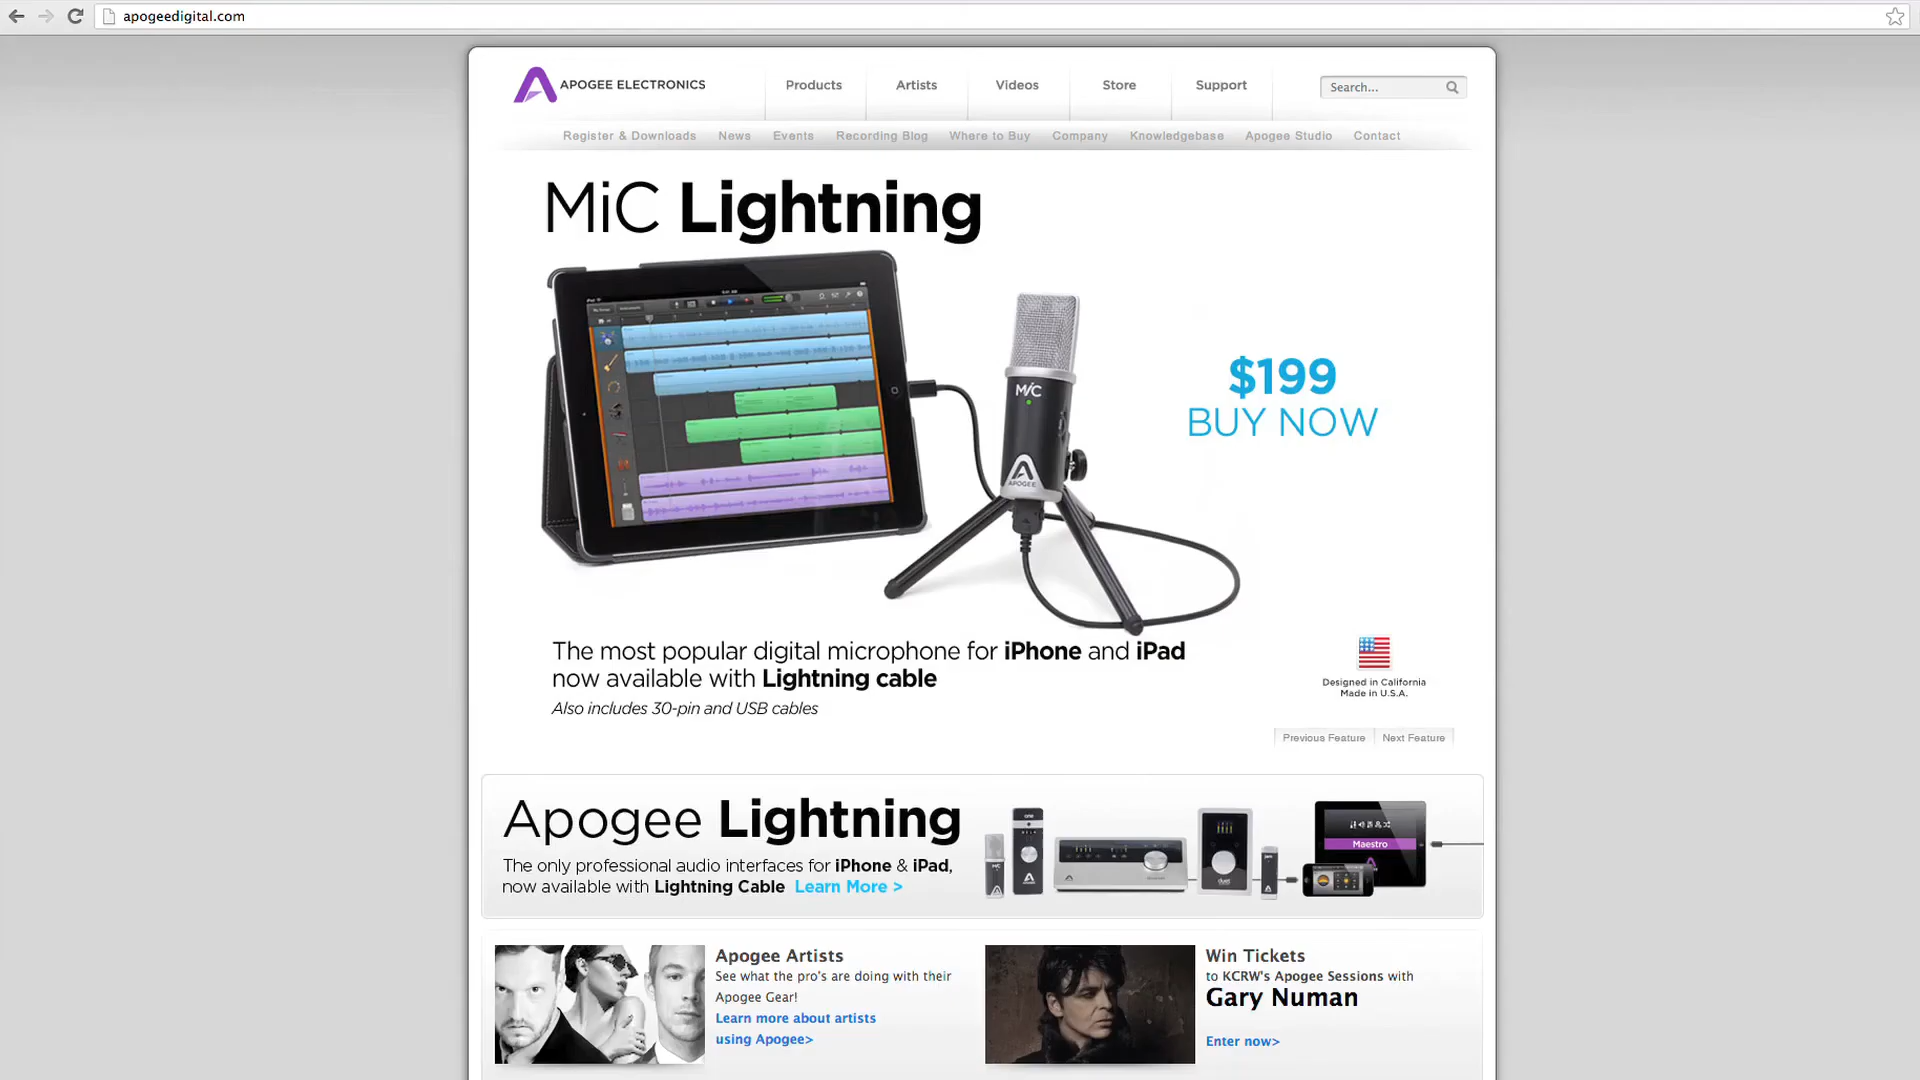 apogeedigital.com
APOGEE ELECTRONICS
Products
Artists
Videos
Store
Support
Search...
Register & Downloads
News
Events
Recording Blog
Where to Buy
Company
Knowledgebase
Apogee Studio
Contact
MiC Lightning
MiC
APOGEE
$199
BUY NOW
The most popular digital microphone for iPhone and iPad
now available with Lightning cable
Also includes 30-pin and USB cables
Designed in California
Made in U.S.A.
Previous Feature
Next Feature
Apogee Lightning
The only professional audio interfaces for iPhone & iPad,
now available with Lightning Cable Learn More >
one
MiC
duet
jam
Maestro
Apogee Artists
See what the pro's are doing with their
Apogee Gear!
Learn more about artists
using Apogee>
Win Tickets
to KCRW's Apogee Sessions with
Gary Numan
Enter now>